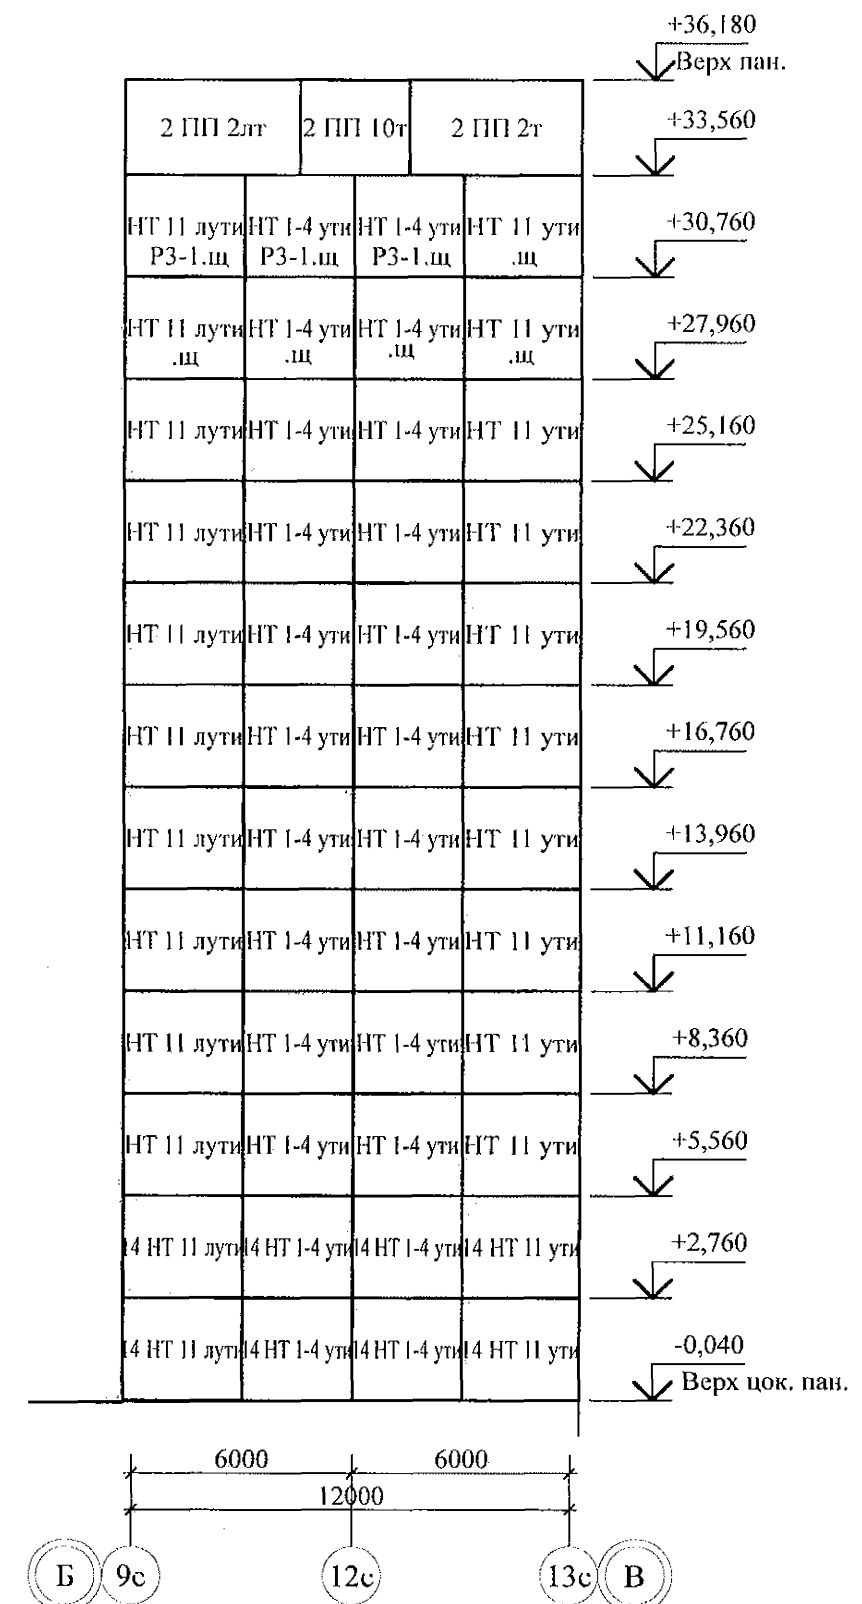 +36,180
Верх пан.
2 ПП 2лт 2 ПП 10т 2 ПП 2т
+33,560
НТ 11 лути НТ 1-4 ути НТ 1-4 ути НТ 11 ути
РЗ-1.щ РЗ-1.щ РЗ-1.щ .щ
+30,760
НТ 11 лути НТ 1-4 ути НТ 1-4 ути НТ 11 ути
.щ .щ .щ .щ
+27,960
НТ 11 лути НТ 1-4 ути НТ 1-4 ути НТ 11 ути
+25,160
НТ 11 лути НТ 1-4 ути НТ 1-4 ути НТ 11 ути
+22,360
НТ 11 лути НТ 1-4 ути НТ 1-4 ути НТ 11 ути
+19,560
НТ 11 лути НТ 1-4 ути НТ 1-4 ути НТ 11 ути
+16,760
НТ 11 лути НТ 1-4 ути НТ 1-4 ути НТ 11 ути
+13,960
НТ 11 лути НТ 1-4 ути НТ 1-4 ути НТ 11 ути
+11,160
НТ 11 лути НТ 1-4 ути НТ 1-4 ути НТ 11 ути
+8,360
НТ 11 лути НТ 1-4 ути НТ 1-4 ути НТ 11 ути
+5,560
14 НТ 11 лути 14 НТ 1-4 ути 14 НТ 1-4 ути 14 НТ 11 ути
+2,760
14 НТ 11 лути 14 НТ 1-4 ути 14 НТ 1-4 ути 14 НТ 11 ути
-0,040
Верх цок. пан.
6000 6000
12000
Б 9с 12с 13с В